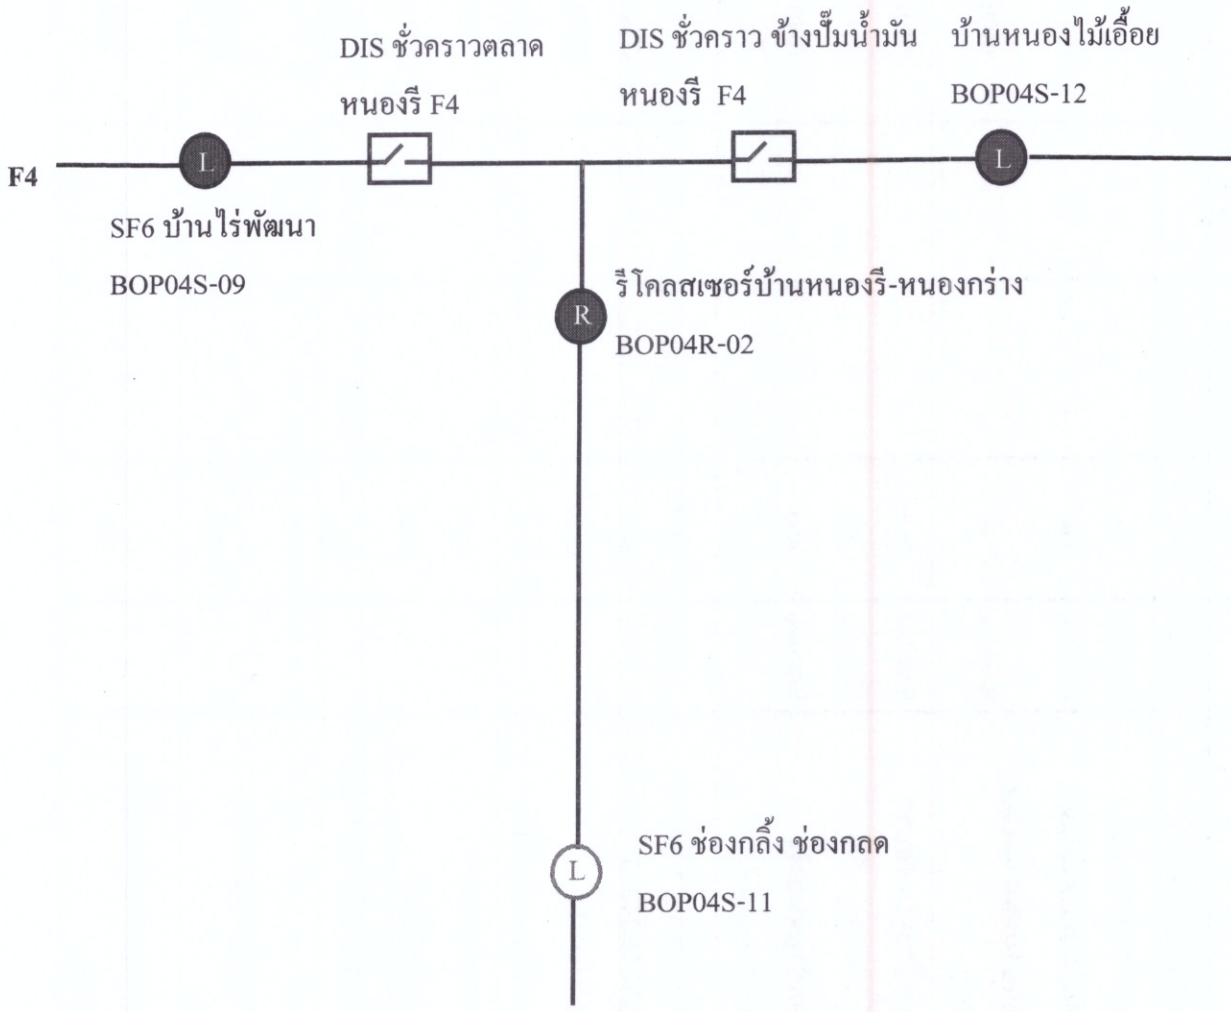 DIS ชั่วคราวตลาด
หนองรี F4
DIS ชั่วคราว ข้างปั๊มน้ำมัน
หนองรี F4
บ้านหนองไม้เอื้อย
BOP04S-12
F4
L
L
SF6 บ้านไร่พัฒนา
BOP04S-09
R
รีโคลสเซอร์บ้านหนองรี-หนองกร่าง
BOP04R-02
L
SF6 ช่องกลิ้ง ช่องกลด
BOP04S-11